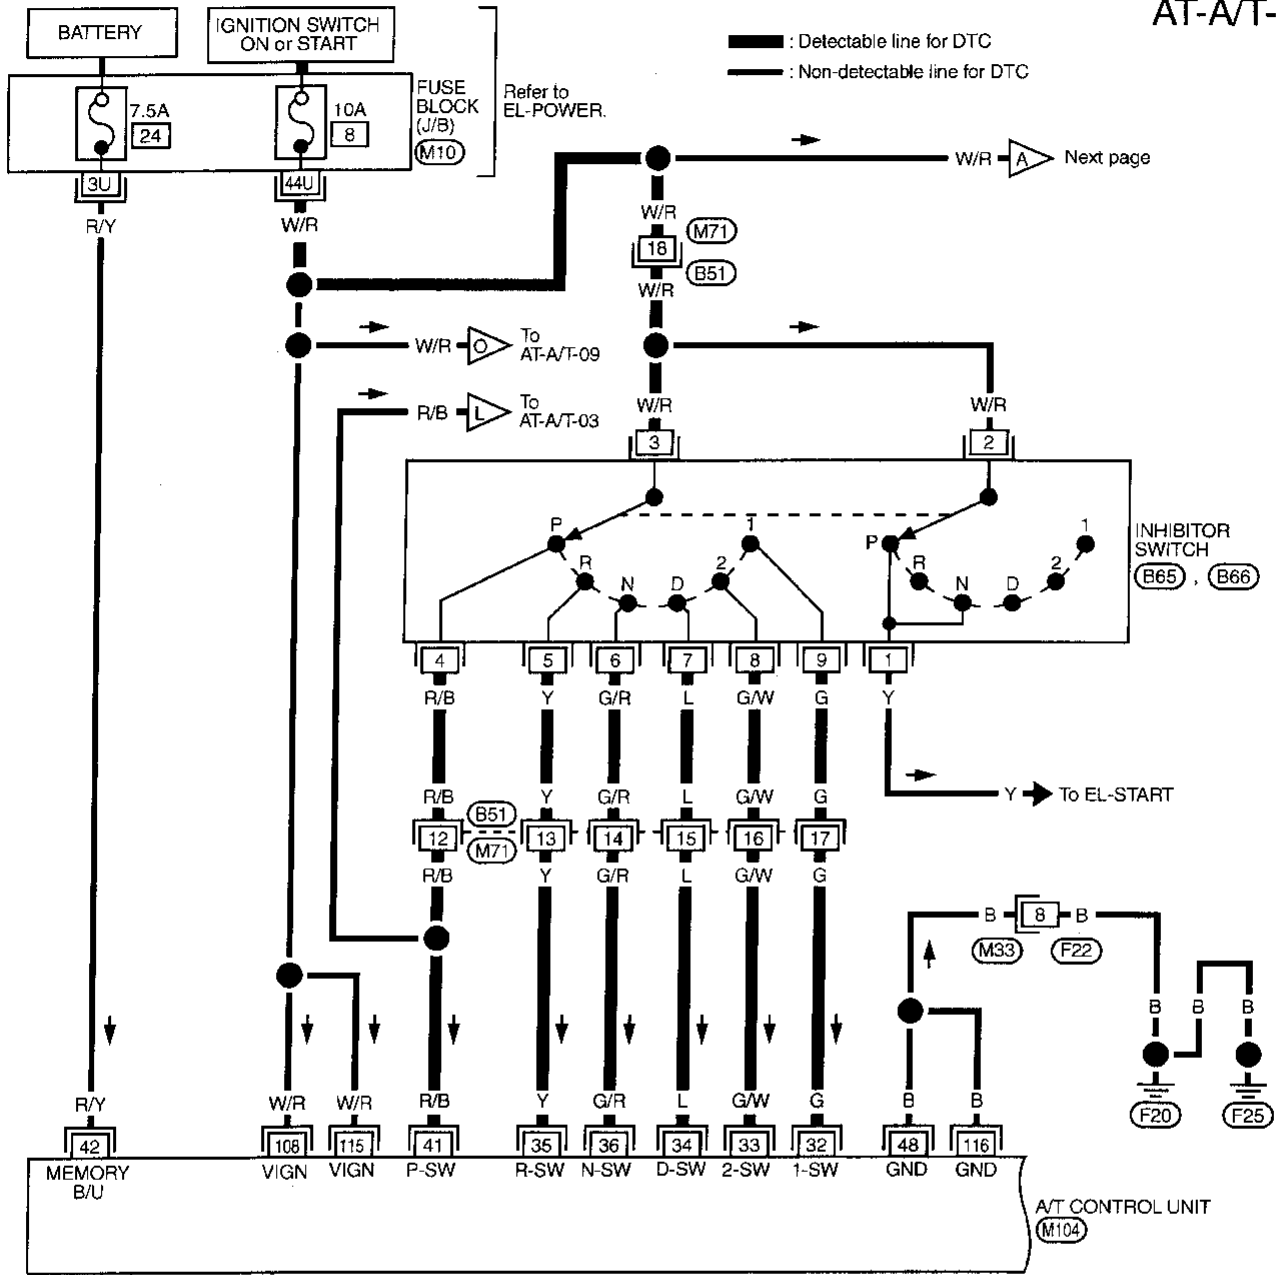 AT-A/T-
BATTERY
IGNITION SWITCH
ON or START
: Detectable line for DTC
: Non-detectable line for DTC
7.5A
24
10A
8
FUSE
BLOCK
(J/B)
M10
Refer to
EL-POWER.
3U
44U
R/Y
W/R
W/R
A
Next page
W/R
18
M71
B51
W/R
W/R
O
To
AT-A/T-09
R/B
L
To
AT-A/T-03
W/R
W/R
3
2
P
R
N
D
2
1
P
R
N
D
2
1
INHIBITOR
SWITCH
B65 , B66
4
5
6
7
8
9
1
R/B
Y
G/R
L
G/W
G
Y
Y
To EL-START
R/B
Y
G/R
L
G/W
G
B51
M71
12
13
14
15
16
17
R/B
Y
G/R
L
G/W
G
B
8
B
M33
F22
B
B
B
F20
F25
R/Y
W/R
W/R
R/B
Y
G/R
L
G/W
G
B
B
42
108
115
41
35
36
34
33
32
48
116
MEMORY
B/U
VIGN
VIGN
P-SW
R-SW
N-SW
D-SW
2-SW
1-SW
GND
GND
A/T CONTROL UNIT
M104